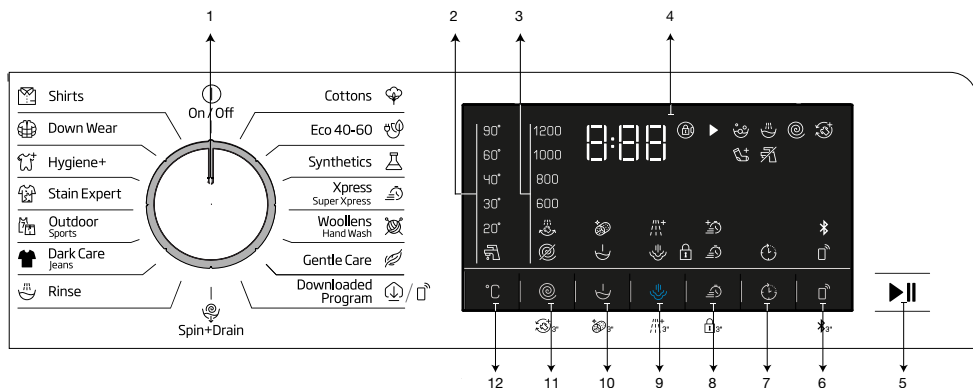 1
2
3
4
On/Off
Shirts
Down Wear
Hygiene+
Stain Expert
Outdoor
Sports
Dark Care
Jeans
Rinse
Spin+Drain
Cottons
Eco 40-60
Synthetics
Xpress
Super Xpress
Woollens
Hand Wash
Gentle Care
Downloaded
Program
/
90°
60°
40°
30°
20°
1200
1000
800
600
8:88
°C
3"
3"
3"
3"
3"
12
11
10
9
8
7
6
5